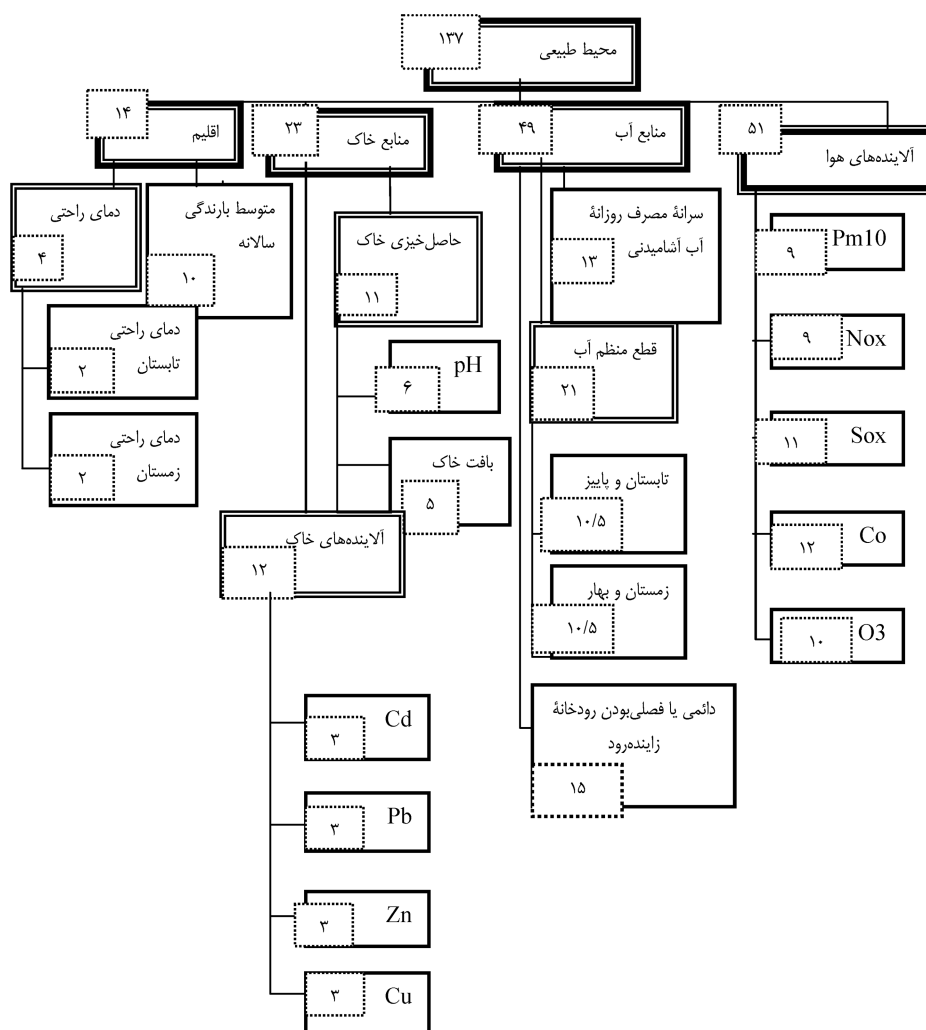 محیط طبیعی
۱۳۷
آلاینده‌های هوا
۵۱
Pm10
۹
Nox
۹
Sox
۱۱
Co
۱۲
O3
۱۰
منابع آب
۴۹
سرانهٔ مصرف روزانهٔ
آب آشامیدنی
۱۳
قطع منظم آب
۲۱
تابستان و پاییز
۱۰/۵
زمستان و بهار
۱۰/۵
دائمی یا فصلی‌بودن رودخانهٔ
زاینده‌رود
۱۵
منابع خاک
۲۳
حاصل‌خیزی خاک
۱۱
pH
۶
بافت خاک
۵
آلاینده‌های خاک
۱۲
Cd
۳
Pb
۳
Zn
۳
Cu
۳
اقلیم
۱۴
متوسط بارندگی
سالانه
۱۰
دمای راحتی
۴
دمای راحتی
تابستان
۲
دمای راحتی
زمستان
۲